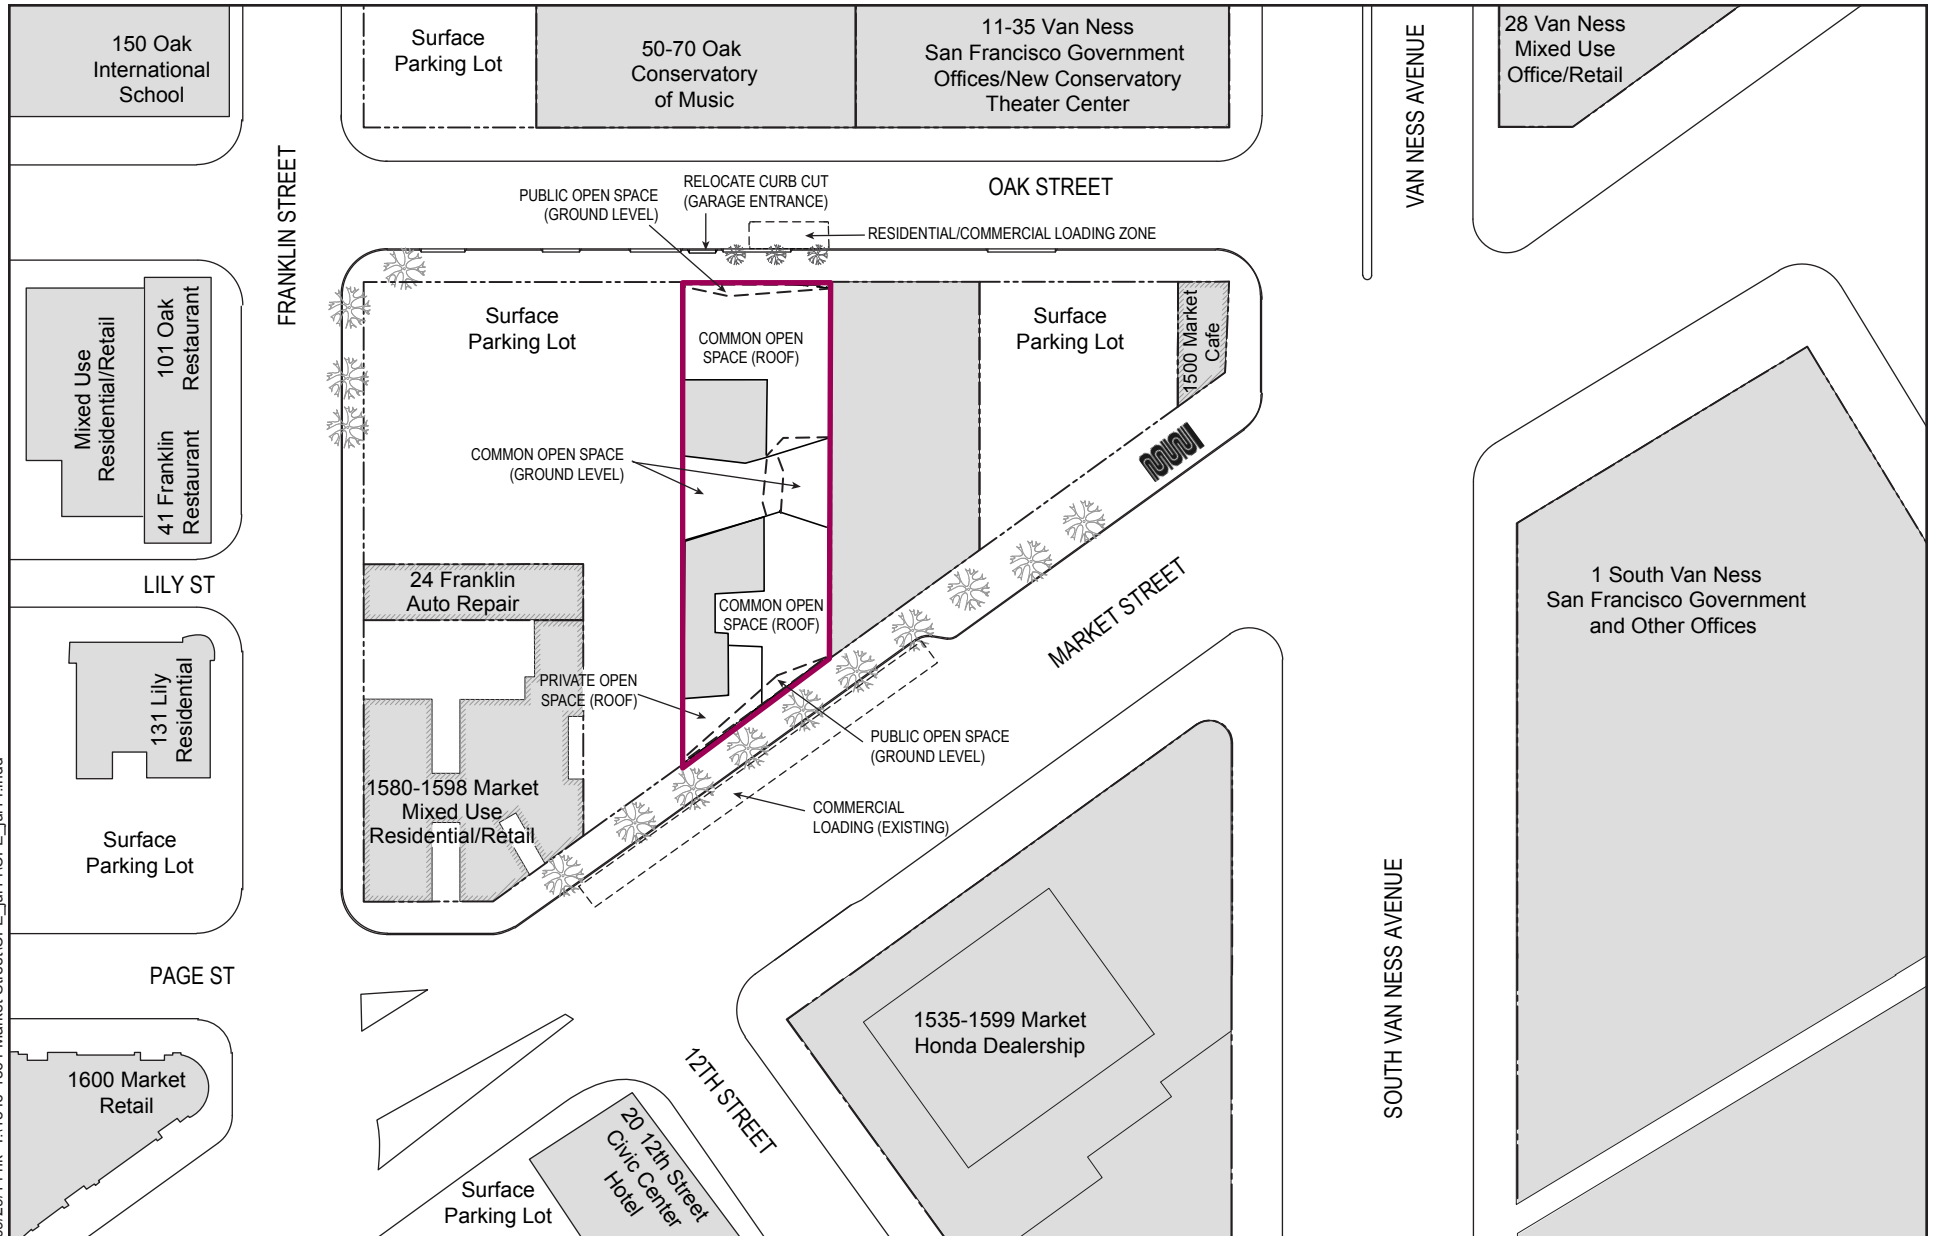 150 Oak
International
School
Surface
Parking Lot
50-70 Oak
Conservatory
of Music
11-35 Van Ness
San Francisco Government
Offices/New Conservatory
Theater Center
VAN NESS AVENUE
28 Van Ness
Mixed Use
Office/Retail
FRANKLIN STREET
PUBLIC OPEN SPACE
(GROUND LEVEL)
RELOCATE CURB CUT
(GARAGE ENTRANCE)
OAK STREET
RESIDENTIAL/COMMERCIAL LOADING ZONE
Mixed Use
Residential/Retail
101 Oak
Restaurant
41 Franklin
Restaurant
Surface
Parking Lot
COMMON OPEN
SPACE (ROOF)
Surface
Parking Lot
1500 Market
Cafe
COMMON OPEN SPACE
(GROUND LEVEL)
MUNI
LILY ST
24 Franklin
Auto Repair
COMMON OPEN
SPACE (ROOF)
MARKET STREET
1 South Van Ness
San Francisco Government
and Other Offices
131 Lily
Residential
PRIVATE OPEN
SPACE (ROOF)
PUBLIC OPEN SPACE
(GROUND LEVEL)
1580-1598 Market
Mixed Use
Residential/Retail
COMMERCIAL
LOADING (EXISTING)
Surface
Parking Lot
SOUTH VAN NESS AVENUE
PAGE ST
1535-1599 Market
Honda Dealership
12TH STREET
1600 Market
Retail
20 12th Street
Civic Center
Hotel
Surface
Parking Lot